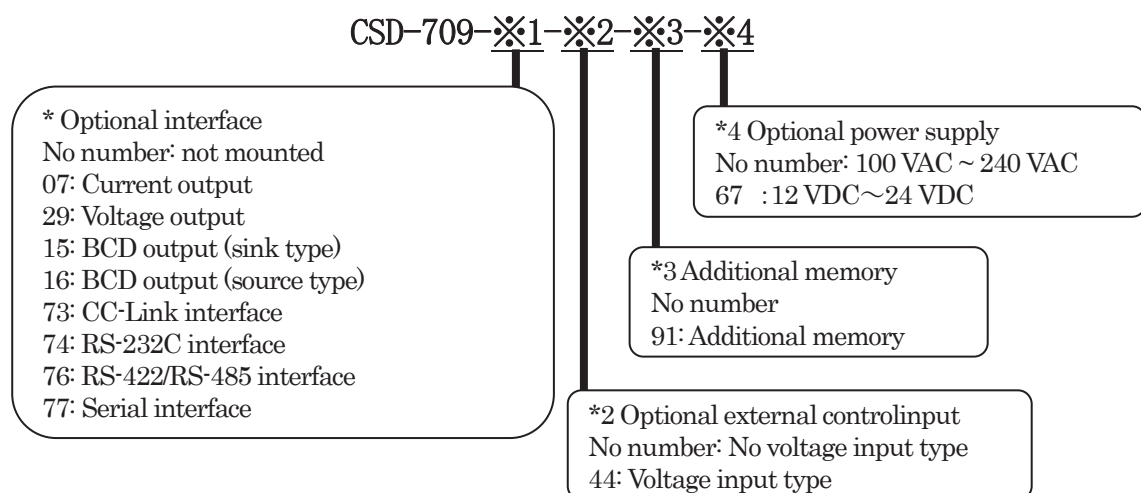 CSD-709-※1-※2-※3-※4
* Optional interface
No number: not mounted
07: Current output
29: Voltage output
15: BCD output (sink type)
16: BCD output (source type)
73: CC-Link interface
74: RS-232C interface
76: RS-422/RS-485 interface
77: Serial interface
*4 Optional power supply
No number: 100 VAC ~ 240 VAC
67 : 12 VDC～24 VDC
*3 Additional memory
No number
91: Additional memory
*2 Optional external controlinput
No number: No voltage input type
44: Voltage input type